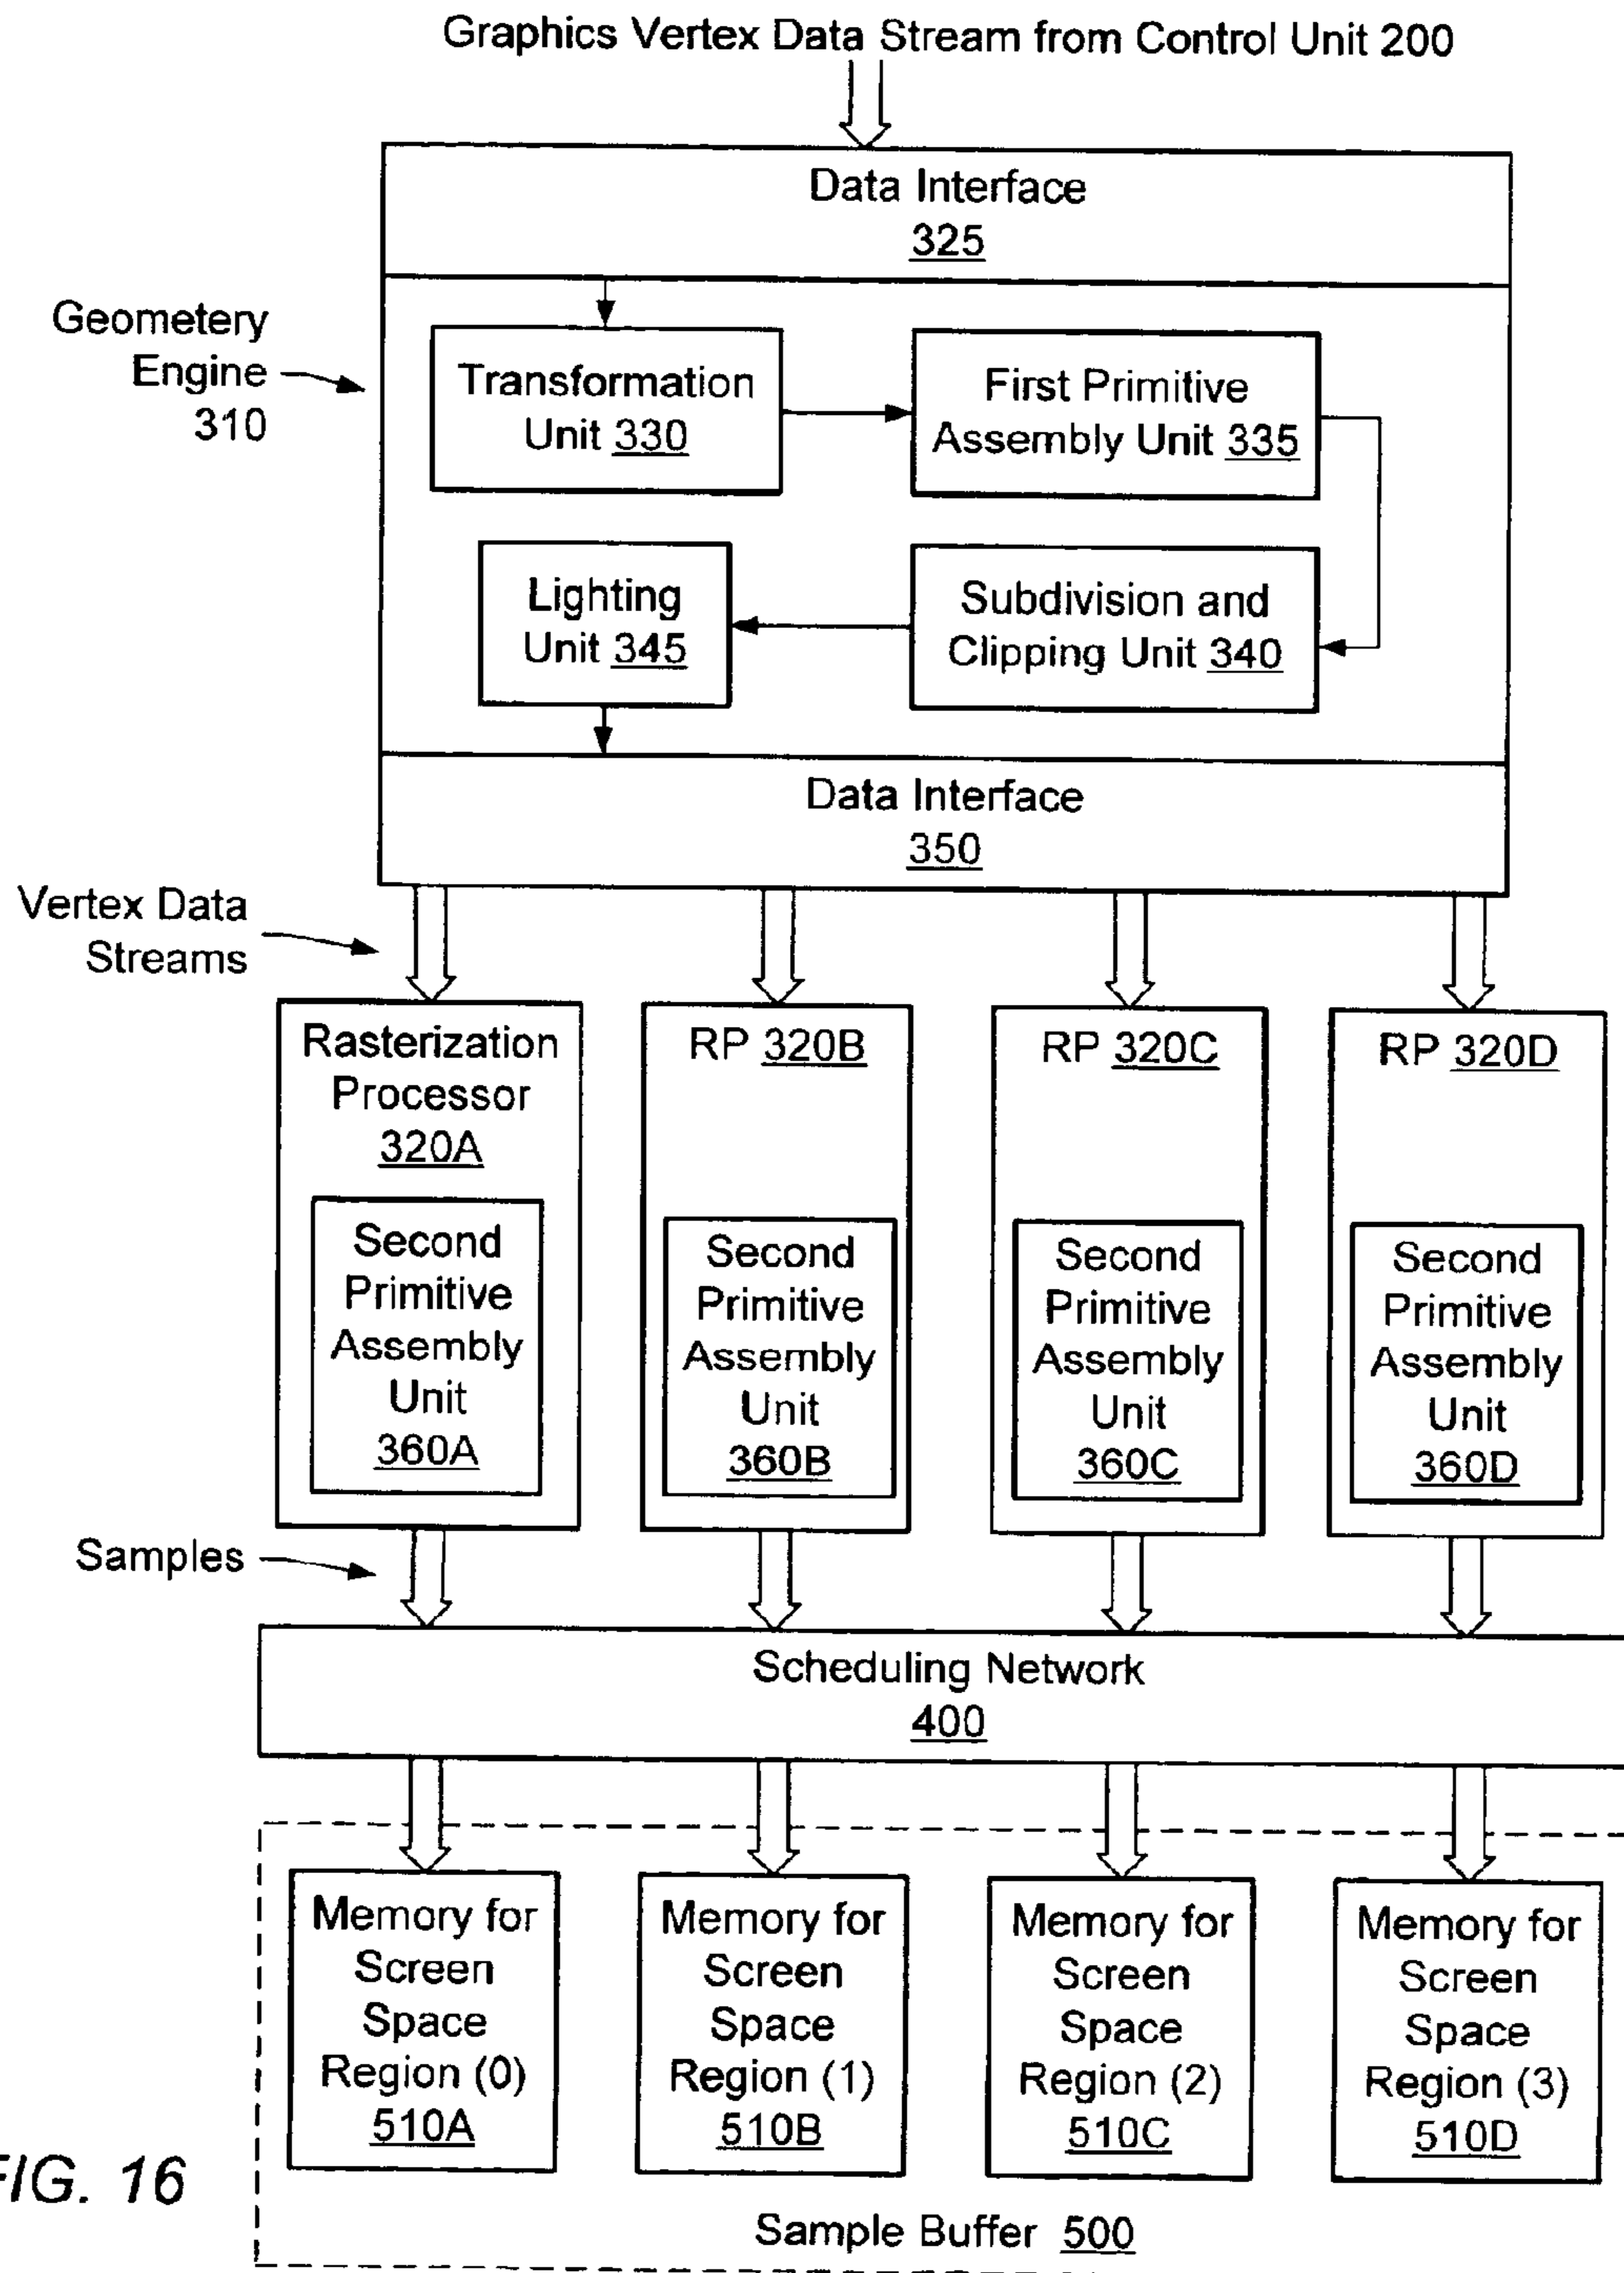 Graphics Vertex Data Stream from Control Unit 200
Data Interface
325
Geometery
Engine
310
Transformation
Unit 330
First Primitive
Assembly Unit 335
Lighting
Unit 345
Subdivision and
Clipping Unit 340
Data Interface
350
Vertex Data
Streams
Rasterization
Processor
320A
Second
Primitive
Assembly
Unit
360A
RP 320B
Second
Primitive
Assembly
Unit
360B
RP 320C
Second
Primitive
Assembly
Unit
360C
RP 320D
Second
Primitive
Assembly
Unit
360D
Samples
Scheduling Network
400
Memory for
Screen
Space
Region (0)
510A
Memory for
Screen
Space
Region (1)
510B
Memory for
Screen
Space
Region (2)
510C
Memory for
Screen
Space
Region (3)
510D
Sample Buffer 500
FIG. 16